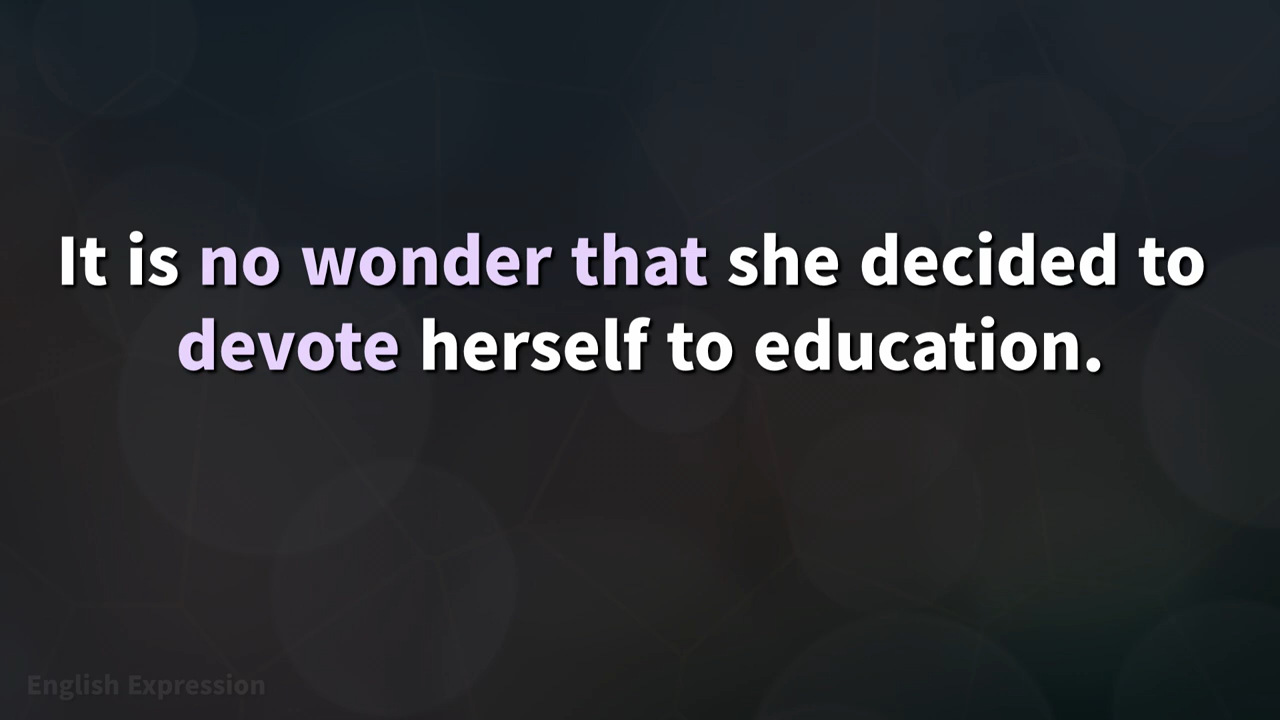 It is no wonder that she decided to
devote herself to education.
English Expression